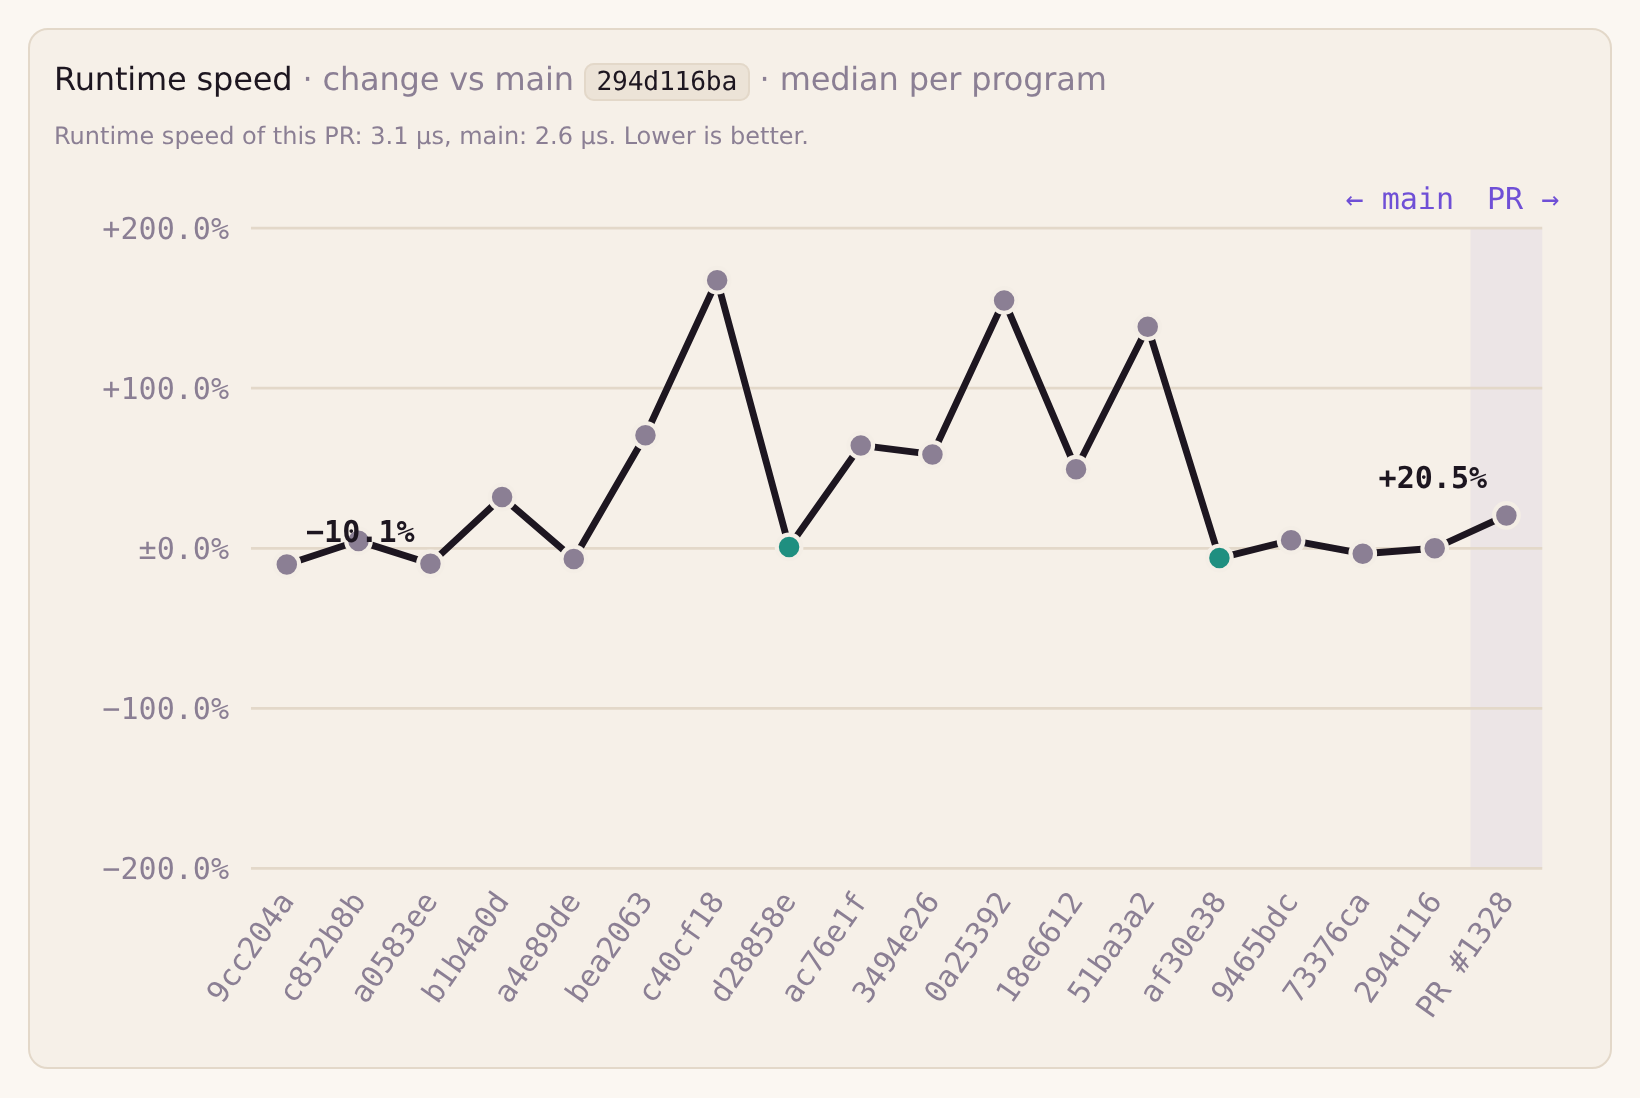 Runtime speed · change vs main 294d116ba · median per program
Runtime speed of this PR: 3.1 µs, main: 2.6 µs. Lower is better.
← main PR →
+200.0%
+100.0%
±0.0%
−100.0%
−200.0%
−10.1%
+20.5%
9cc204a
c852b8b
a0583ee
b1b4a0d
a4e89de
bea2063
c40cf18
d28858e
ac76e1f
3494e26
0a25392
18e6612
51ba3a2
af30e38
9465bdc
73376ca
294d116
PR #1328